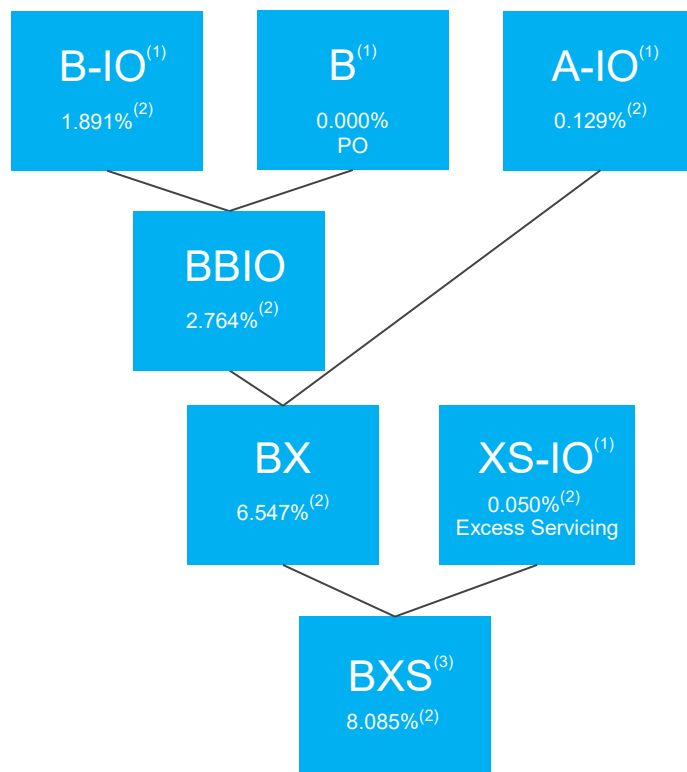 B-IO(1)
1.891%(2)
B(1)
0.000%
PO
A-IO(1)
0.129%(2)
BBIO
2.764%(2)
BX
6.547%(2)
XS-IO(1)
0.050%(2)
Excess Servicing
BXS(3)
8.085%(2)